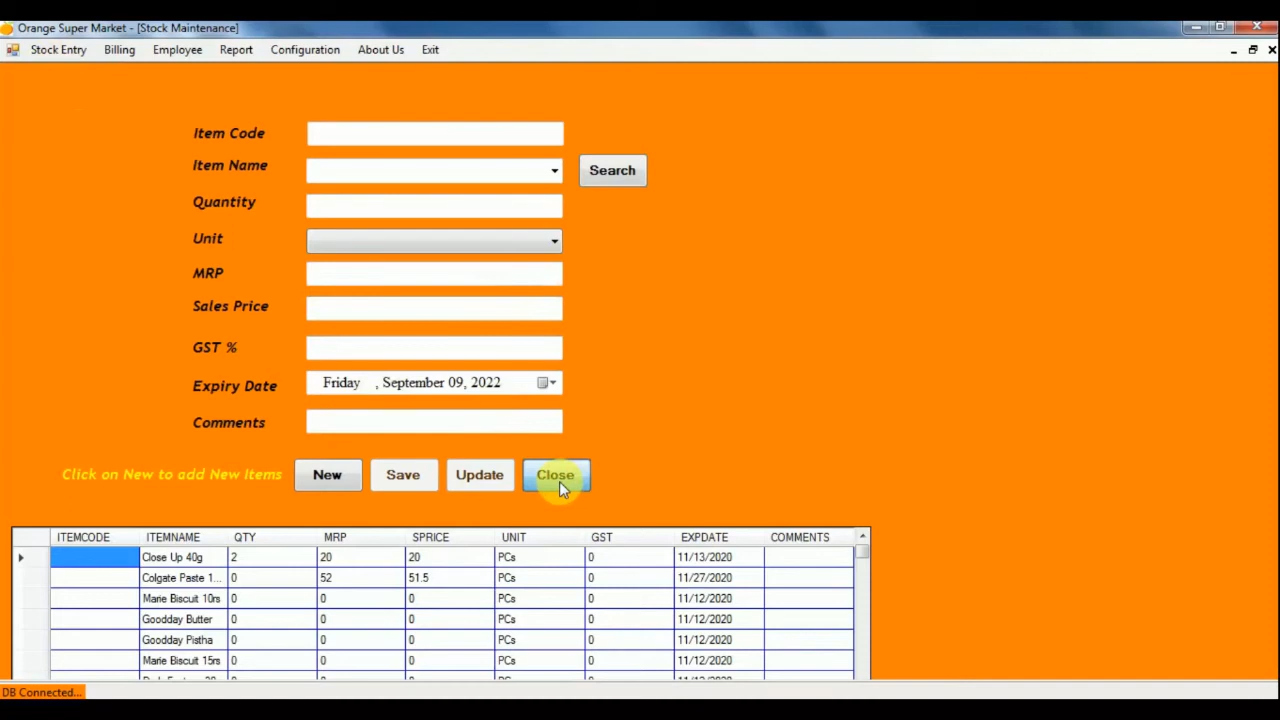 Orange Super Market - [Stock Maintenance]
Stock Entry Billing Employee Report Configuration About Us Exit
Item Code
Item Name Search
Quantity
Unit
MRP
Sales Price
GST %
Expiry Date Friday , September 09, 2022
Comments
Click on New to add New Items New Save Update Close
ITEMCODE ITEMNAME QTY MRP SPRICE UNIT GST EXPDATE COMMENTS
Close Up 40g 2 20 20 PCs 0 11/13/2020
Colgate Paste 1... 0 52 51.5 PCs 0 11/27/2020
Marie Biscuit 10rs 0 0 0 PCs 0 11/12/2020
Goodday Butter 0 0 0 PCs 0 11/12/2020
Goodday Pistha 0 0 0 PCs 0 11/12/2020
Marie Biscuit 15rs 0 0 0 PCs 0 11/12/2020
DB Connected...